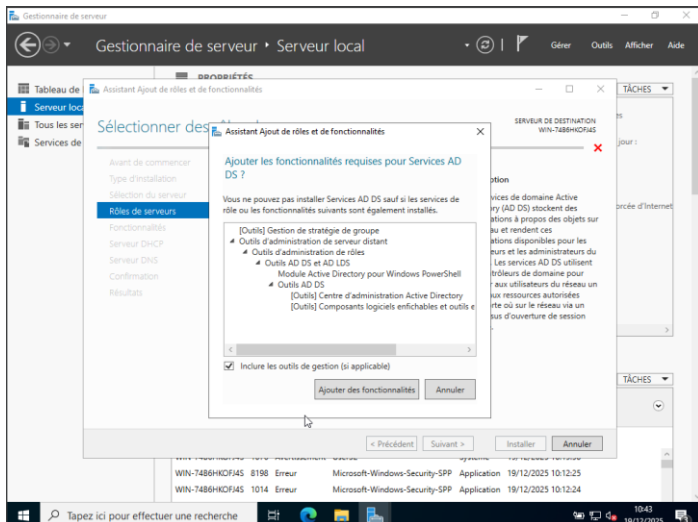 Gestionnaire de serveur
Gestionnaire de serveur • Serveur local
Gérer Outils Afficher Aide
PROPRIÉTÉS
TÂCHES
Tableau de
Serveur loca
Tous les ser
Services de
Assistant Ajout de rôles et de fonctionnalités
Sélectionner des
SERVEUR DE DESTINATION
WIN-74B6HKOFJ4S
Avant de commencer
Type d'installation
Sélection du serveur
Rôles de serveurs
Fonctionnalités
Serveur DHCP
Serveur DNS
Confirmation
Résultats
Assistant Ajout de rôles et de fonctionnalités
Ajouter les fonctionnalités requises pour Services AD
DS ?
Vous ne pouvez pas installer Services AD DS sauf si les services de
rôle ou les fonctionnalités suivants sont également installés.
[Outils] Gestion de stratégie de groupe
Outils d'administration de serveur distant
Outils d'administration de rôles
Outils AD DS et AD LDS
Module Active Directory pour Windows PowerShell
Outils AD DS
[Outils] Centre d'administration Active Directory
[Outils] Composants logiciels enfichables et outils e
Inclure les outils de gestion (si applicable)
Ajouter des fonctionnalités Annuler
ption
vices de domaine Active
ry (AD DS) stockent des
ations à propos des objets sur
au et rendent ces
ations disponibles pour les
eurs et les administrateurs du
. Les services AD DS utilisent
trôleurs de domaine pour
r aux utilisateurs du réseau un
ux ressources autorisées
rte où sur le réseau via un
sus d'ouverture de session
es
jour :
orcée d'Internet
< Précédent Suivant > Installer Annuler
TÂCHES
WIN-74B6HKOFJ4S 8198 Erreur Microsoft-Windows-Security-SPP Application 19/12/2025 10:12:25
WIN-74B6HKOFJ4S 1014 Erreur Microsoft-Windows-Security-SPP Application 19/12/2025 10:12:24
Tapez ici pour effectuer une recherche
10:43
19/12/2025